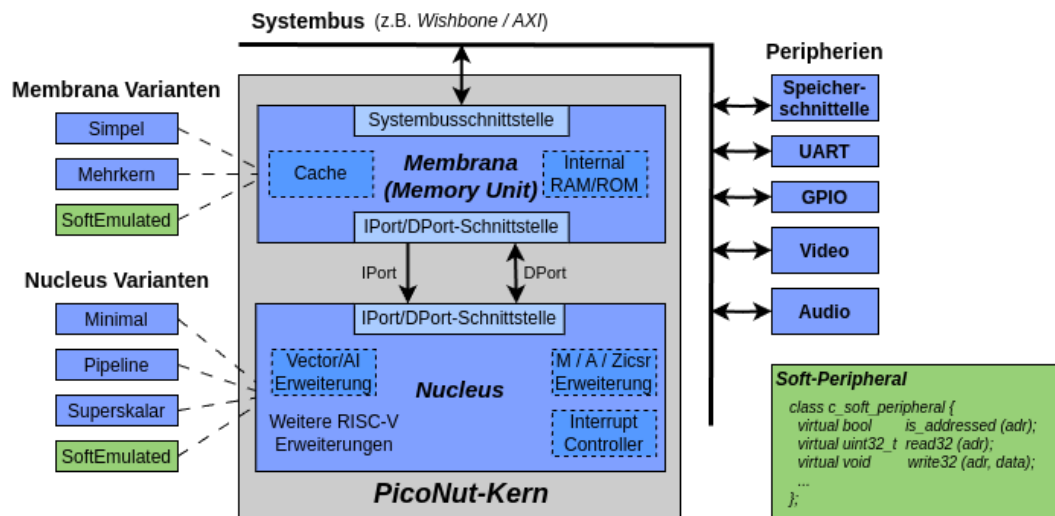 Systembus (z.B. Wishbone / AXI)
Membrana Varianten
Simpel
Mehrkern
SoftEmulated
Nucleus Varianten
Minimal
Pipeline
Superskalar
SoftEmulated
Systembusschnittstelle
Cache
Membrana
(Memory Unit)
Internal
RAM/ROM
IPort/DPort-Schnittstelle
IPort
DPort
IPort/DPort-Schnittstelle
Vector/AI
Erweiterung
Nucleus
M / A / Zicsr
Erweiterung
Weitere RISC-V
Erweiterungen
Interrupt
Controller
PicoNut-Kern
Peripherien
Speicher-
schnittelle
UART
GPIO
Video
Audio
Soft-Peripheral
class c_soft_peripheral {
virtual bool is_addressed (adr);
virtual uint32_t read32 (adr);
virtual void write32 (adr, data);
...
};